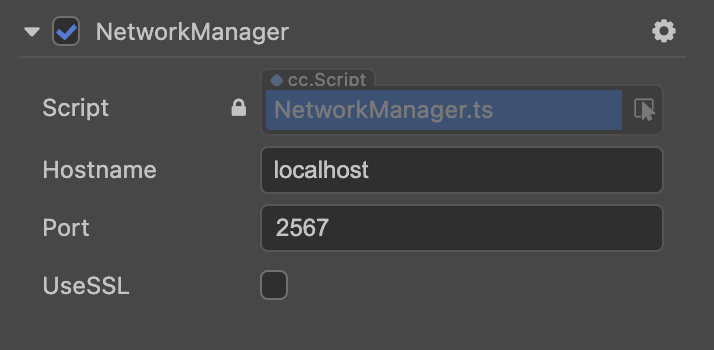 NetworkManager
cc.Script
Script NetworkManager.ts
Hostname localhost
Port 2567
UseSSL